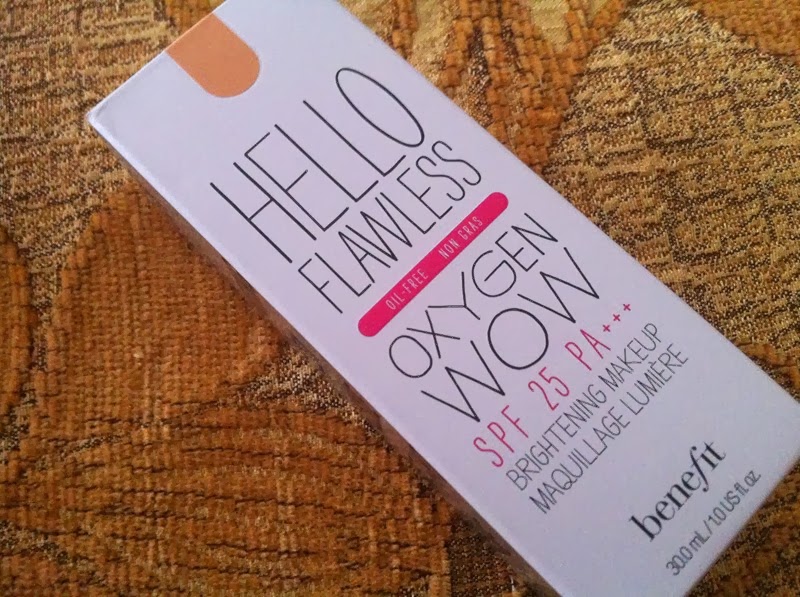 HELLO
FLAWLESS
OIL-FREE NON GRAS
OXYGEN
WOW
SPF 25 PA+++
BRIGHTENING MAKEUP
MAQUILLAGE LUMIÈRE
benefit
30.0 mL/1.0 US fl oz